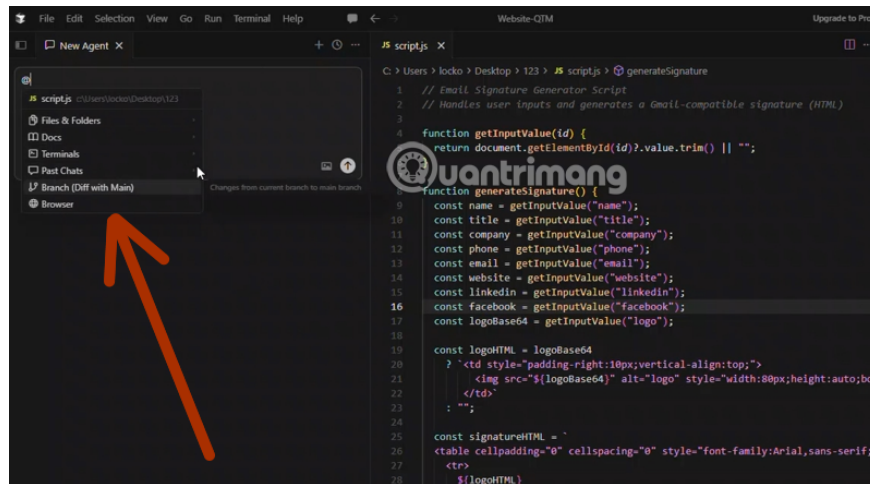 File Edit Selection View Go Run Terminal Help
Website-QTM
Upgrade to Pro
New Agent
@
JS script.js c:\Users\locko\Desktop\123
Files & Folders
Docs
Terminals
Past Chats
Branch (Diff with Main) Changes from current branch to main branch
Browser
JS script.js
C: > Users > locko > Desktop > 123 > JS script.js > generateSignature
1 // Email Signature Generator Script
2 // Handles user inputs and generates a Gmail-compatible signature (HTML)
3
4 function getInputValue(id) {
5 return document.getElementById(id)?.value.trim() || "";
Quantrimang
8 function generateSignature() {
9 const name = getInputValue("name");
10 const title = getInputValue("title");
11 const company = getInputValue("company");
12 const phone = getInputValue("phone");
13 const email = getInputValue("email");
14 const website = getInputValue("website");
15 const linkedin = getInputValue("linkedin");
16 const facebook = getInputValue("facebook");
17 const logoBase64 = getInputValue("logo");
18
19 const logoHTML = logoBase64
20 ? `<td style="padding-right:10px;vertical-align:top;">
21 <img src="${logoBase64}" alt="logo" style="width:80px;height:auto;bo
22 </td>`
23 : "";
24
25 const signatureHTML = `
26 <table cellpadding="0" cellspacing="0" style="font-family:Arial,sans-serif;
27 <tr>
28 ${logoHTML}